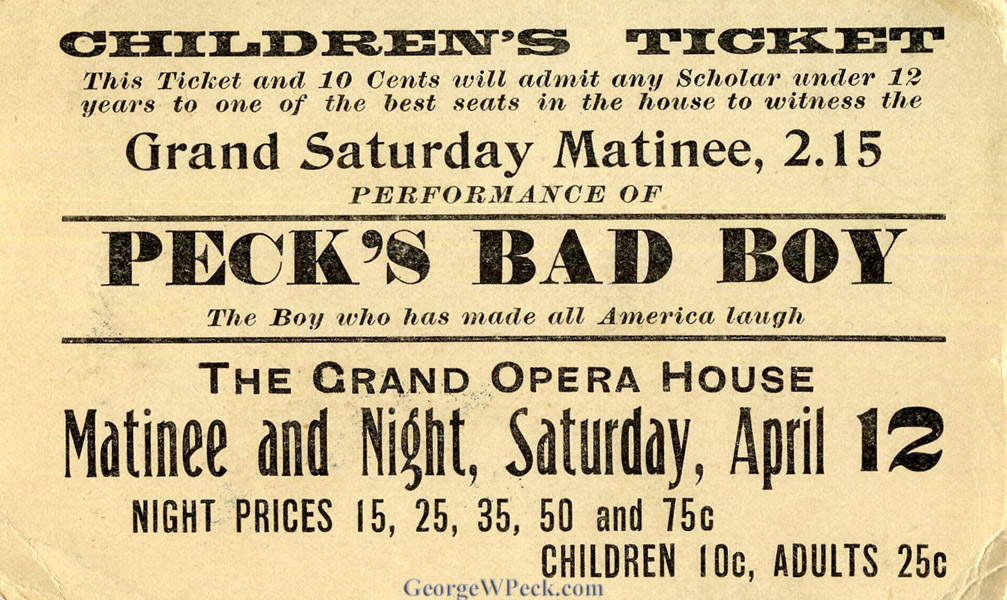 CHILDREN'S TICKET
This Ticket and 10 Cents will admit any Scholar under 12
years to one of the best seats in the house to witness the
Grand Saturday Matinee, 2.15
PERFORMANCE OF
PECK'S BAD BOY
The Boy who has made all America laugh
THE GRAND OPERA HOUSE
Matinee and Night, Saturday, April 12
NIGHT PRICES 15, 25, 35, 50 and 75c
CHILDREN 10c, ADULTS 25c
GeorgeWPeck.com